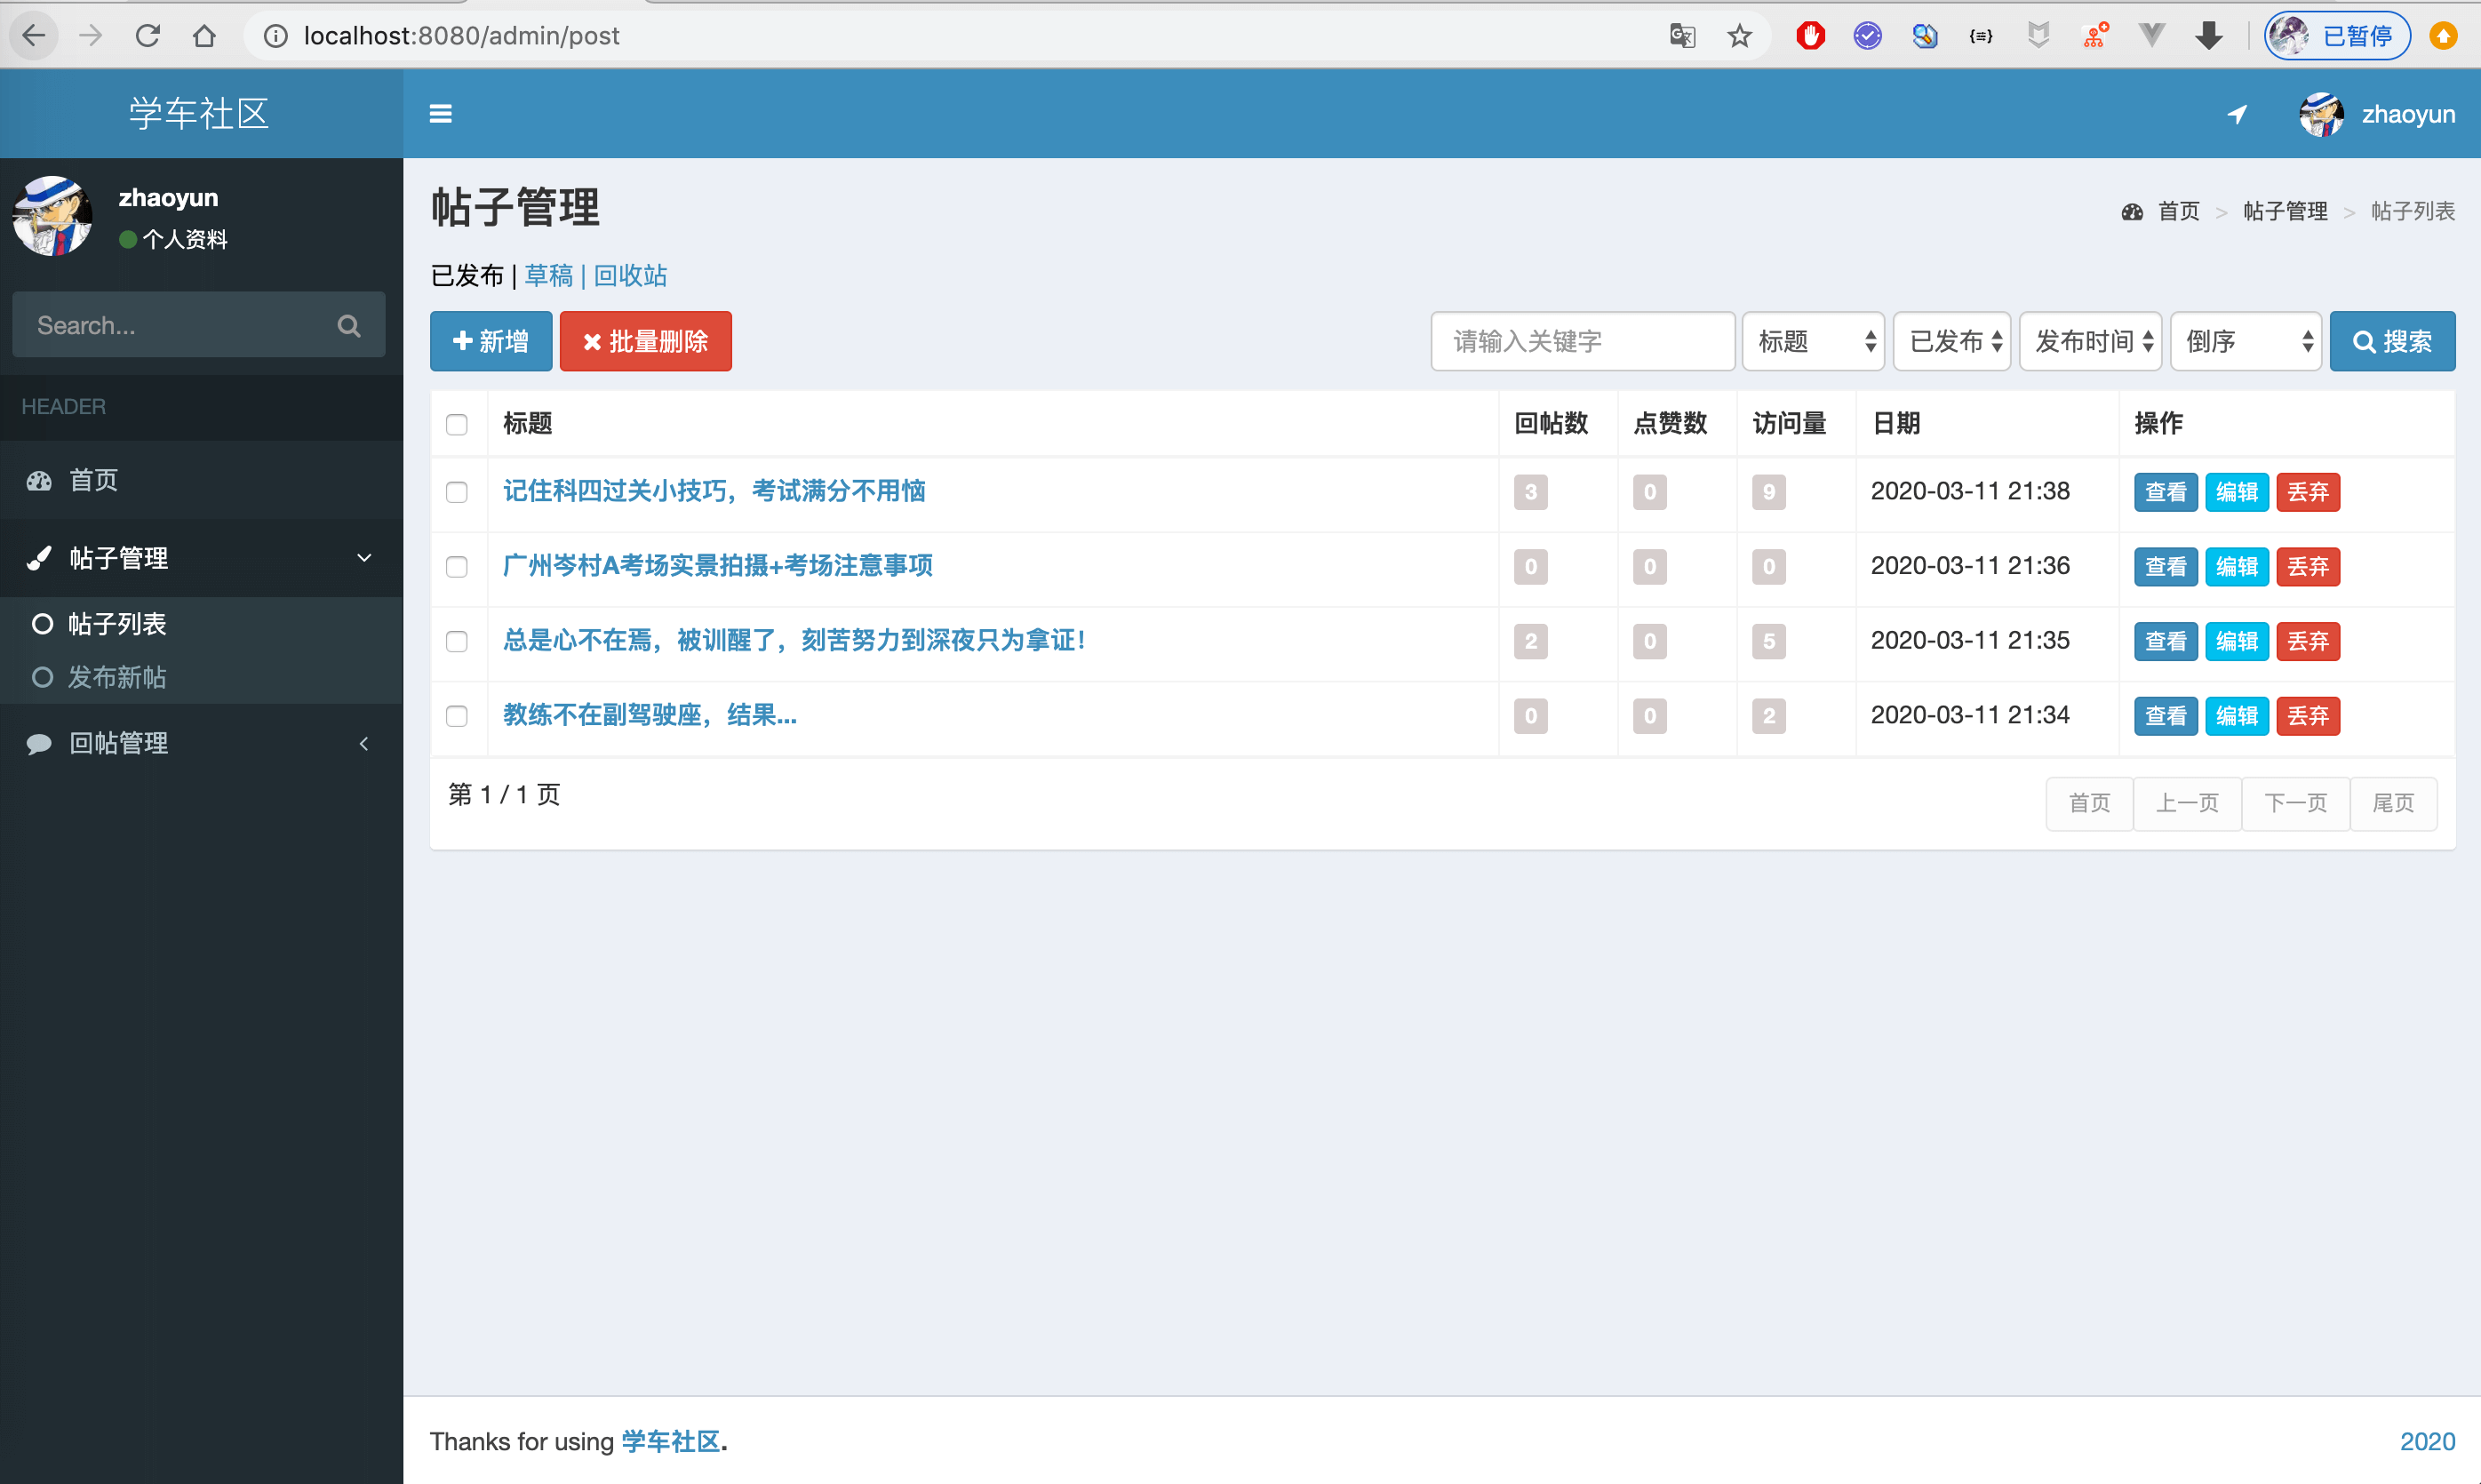 localhost:8080/admin/post
已暂停
学车社区
zhaoyun
zhaoyun
个人资料
Search...
HEADER
首页
帖子管理
帖子列表
发布新帖
回帖管理
帖子管理
首页 > 帖子管理 > 帖子列表
已发布 | 草稿 | 回收站
新增 批量删除 请输入关键字 标题 已发布 发布时间 倒序 搜索
标题 回帖数 点赞数 访问量 日期 操作
记住科四过关小技巧，考试满分不用恼 3 0 9 2020-03-11 21:38 查看 编辑 丢弃
广州岑村A考场实景拍摄+考场注意事项 0 0 0 2020-03-11 21:36 查看 编辑 丢弃
总是心不在焉，被训醒了，刻苦努力到深夜只为拿证！ 2 0 5 2020-03-11 21:35 查看 编辑 丢弃
教练不在副驾驶座，结果... 0 0 2 2020-03-11 21:34 查看 编辑 丢弃
第 1 / 1 页 首页 上一页 下一页 尾页
Thanks for using 学车社区. 2020